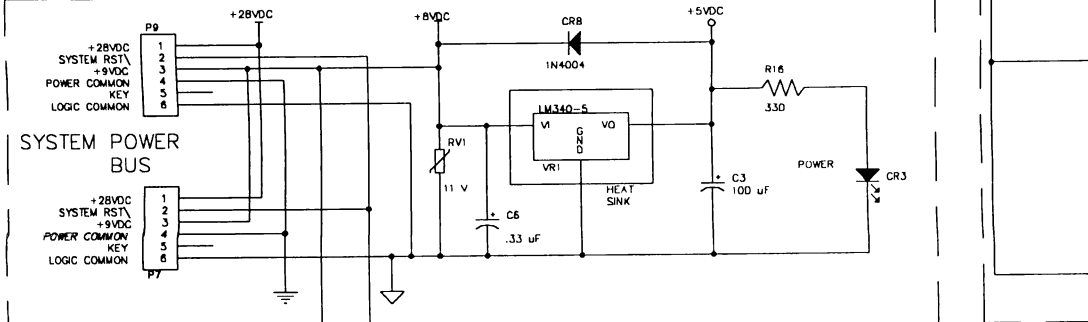 +28VDC
+8VDC
+5VDC
P9
CR8
1N4004
+28VDC 1
SYSTEM RST\ 2
+9VDC 3
POWER COMMON 4
KEY 5
LOGIC COMMON 6
R16
330
LM340-5
VI GND VO
VR1
HEAT
SINK
SYSTEM POWER
BUS
RV1
11 V
C6
+
.33 uF
+
C3
100 uF
POWER
CR3
+28VDC 1
SYSTEM RST\ 2
+9VDC 3
POWER COMMON 4
KEY 5
LOGIC COMMON 6
P7